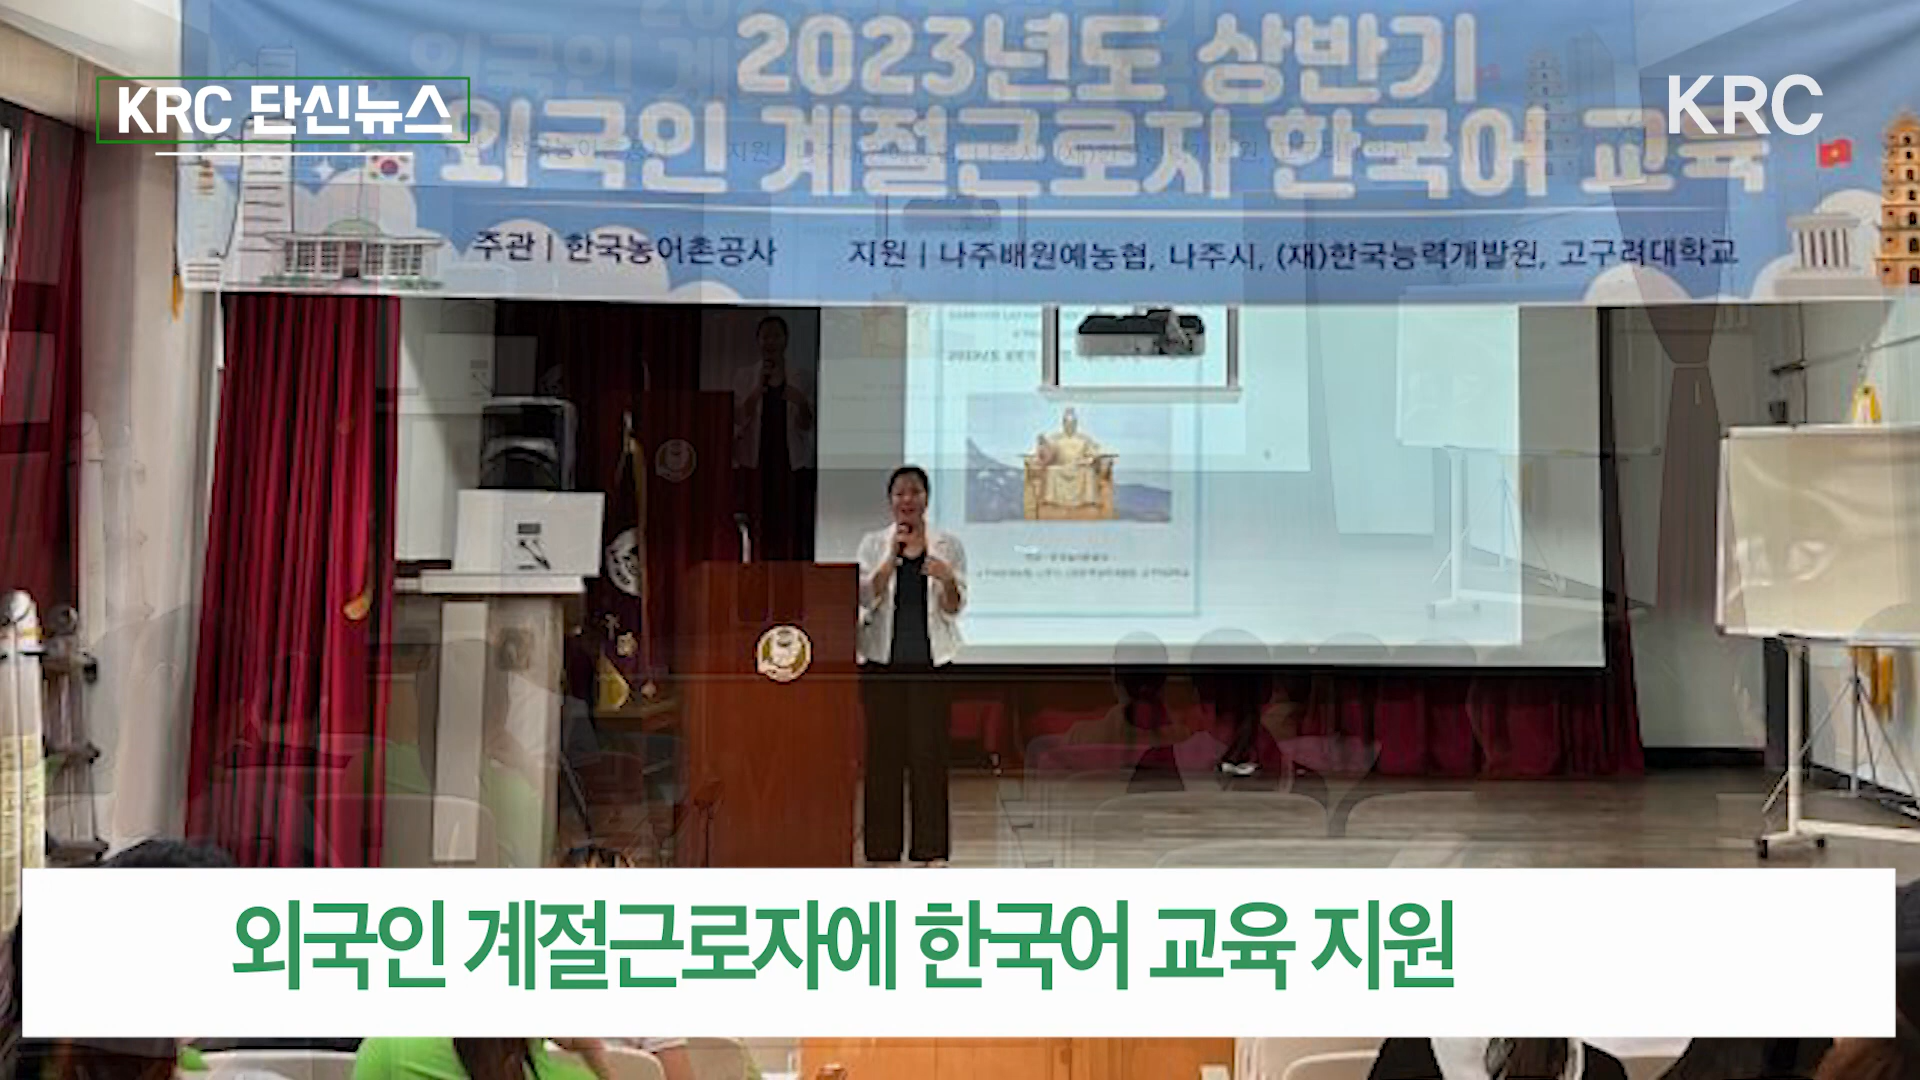 2023년도 상반기
KRC 단신뉴스
KRC
외국인 계절근로자 한국어 교육
주관 | 한국농어촌공사 지원 | 나주배원예농협, 나주시, (재)한국능력개발원, 고구려대학교
외국인 계절근로자에 한국어 교육 지원